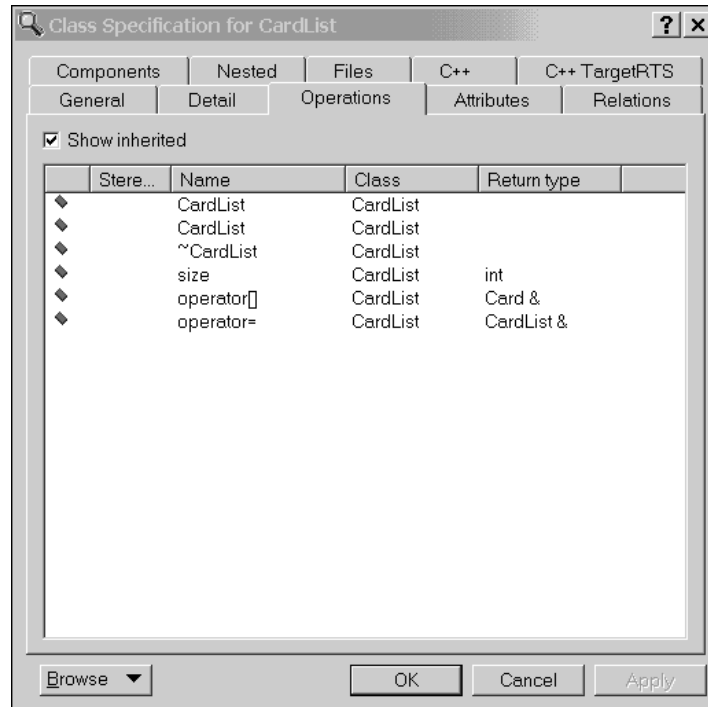 Class Specification for CardList
Components Nested Files C++ C++ TargetRTS
General Detail Operations Attributes Relations
Show inherited
Stere... Name Class Return type
CardList CardList
CardList CardList
~CardList CardList
size CardList int
operator[] CardList Card &
operator= CardList CardList &
Browse OK Cancel Apply